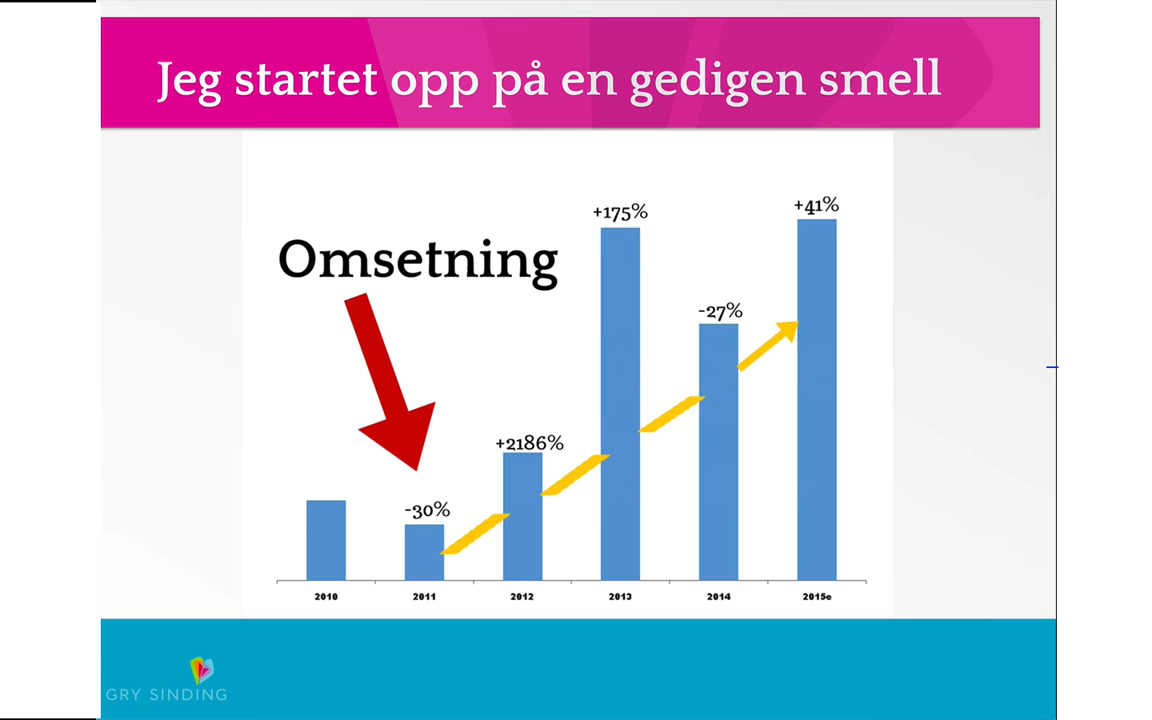 Jeg startet opp på en gedigen smell
+41%
+175%
Omsetning
-27%
+2186%
-30%
2010 2011 2012 2013 2014 2015e
GRY SINDING